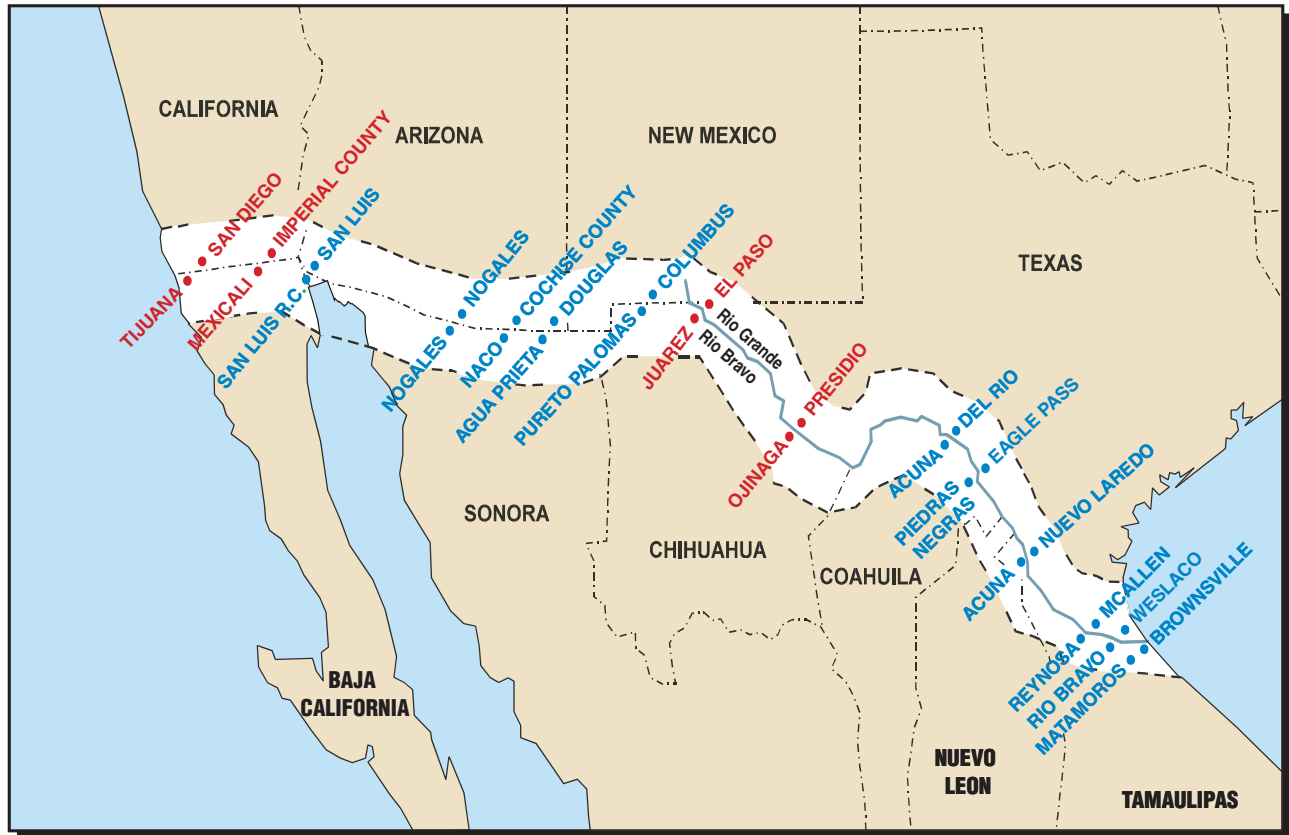 CALIFORNIA
ARIZONA
NEW MEXICO
TEXAS
SAN DIEGO
IMPERIAL COUNTY
SAN LUIS
TIJUANA
MEXICALI
SAN LUIS R.C.
NOGALES
COCHISE COUNTY
DOUGLAS
COLUMBUS
EL PASO
NOGALES
NACO
AGUA PRIETA
PURETO PALOMAS
JUAREZ
Rio Grande
Rio Bravo
PRESIDIO
OJINAGA
DEL RIO
EAGLE PASS
ACUNA
PIEDRAS
NEGRAS
NUEVO LAREDO
ACUNA
MCALLEN
WESLACO
BROWNSVILLE
REYNOSA
RIO BRAVO
MATAMOROS
SONORA
CHIHUAHUA
COAHUILA
BAJA
CALIFORNIA
NUEVO
LEON
TAMAULIPAS